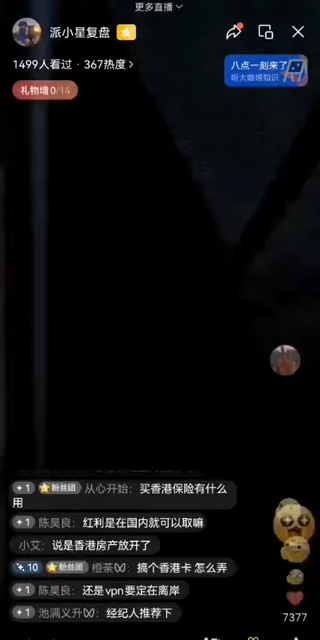 更多直播
派小星复盘
1499人看过 · 367热度
八点一刻来了
听大咖唠知识
礼物墙 0/14
+1 粉丝团 从心开始：买香港保险有什么
用
+1 陈昊良：红利是在国内就可以取嘛
小艾：说是香港房产放开了
10 粉丝团 橙茶：搞个香港卡 怎么弄
+1 陈昊良：还是vpn要定在离岸
+1 池满义升：经纪人推荐下
7377